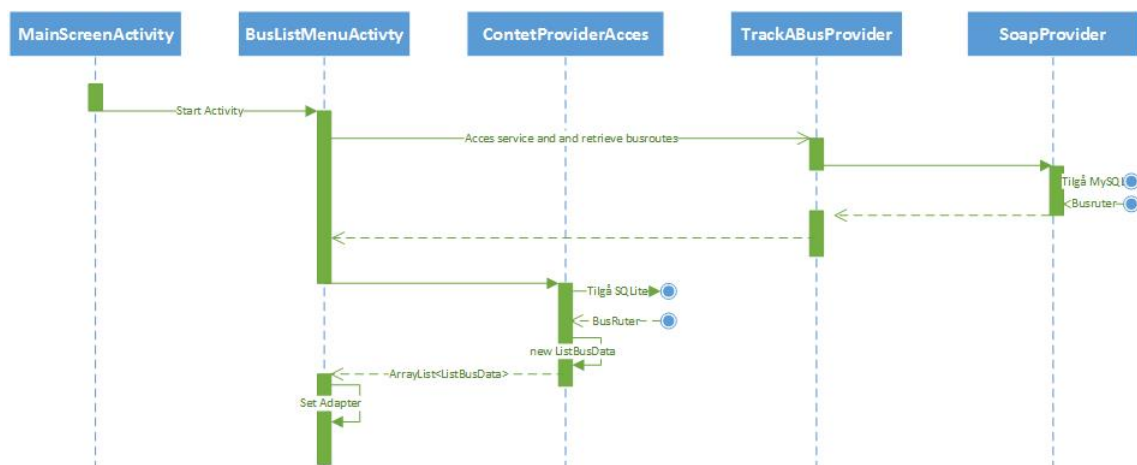 MainScreenActivity
BusListMenuActivty
ContetProviderAcces
TrackABusProvider
SoapProvider
Start Activity
Acces service and and retrieve busroutes
Tilgå MySQL
Busruter
Tilgå SQLite
BusRuter
new ListBusData
ArrayList<ListBusData>
Set Adapter